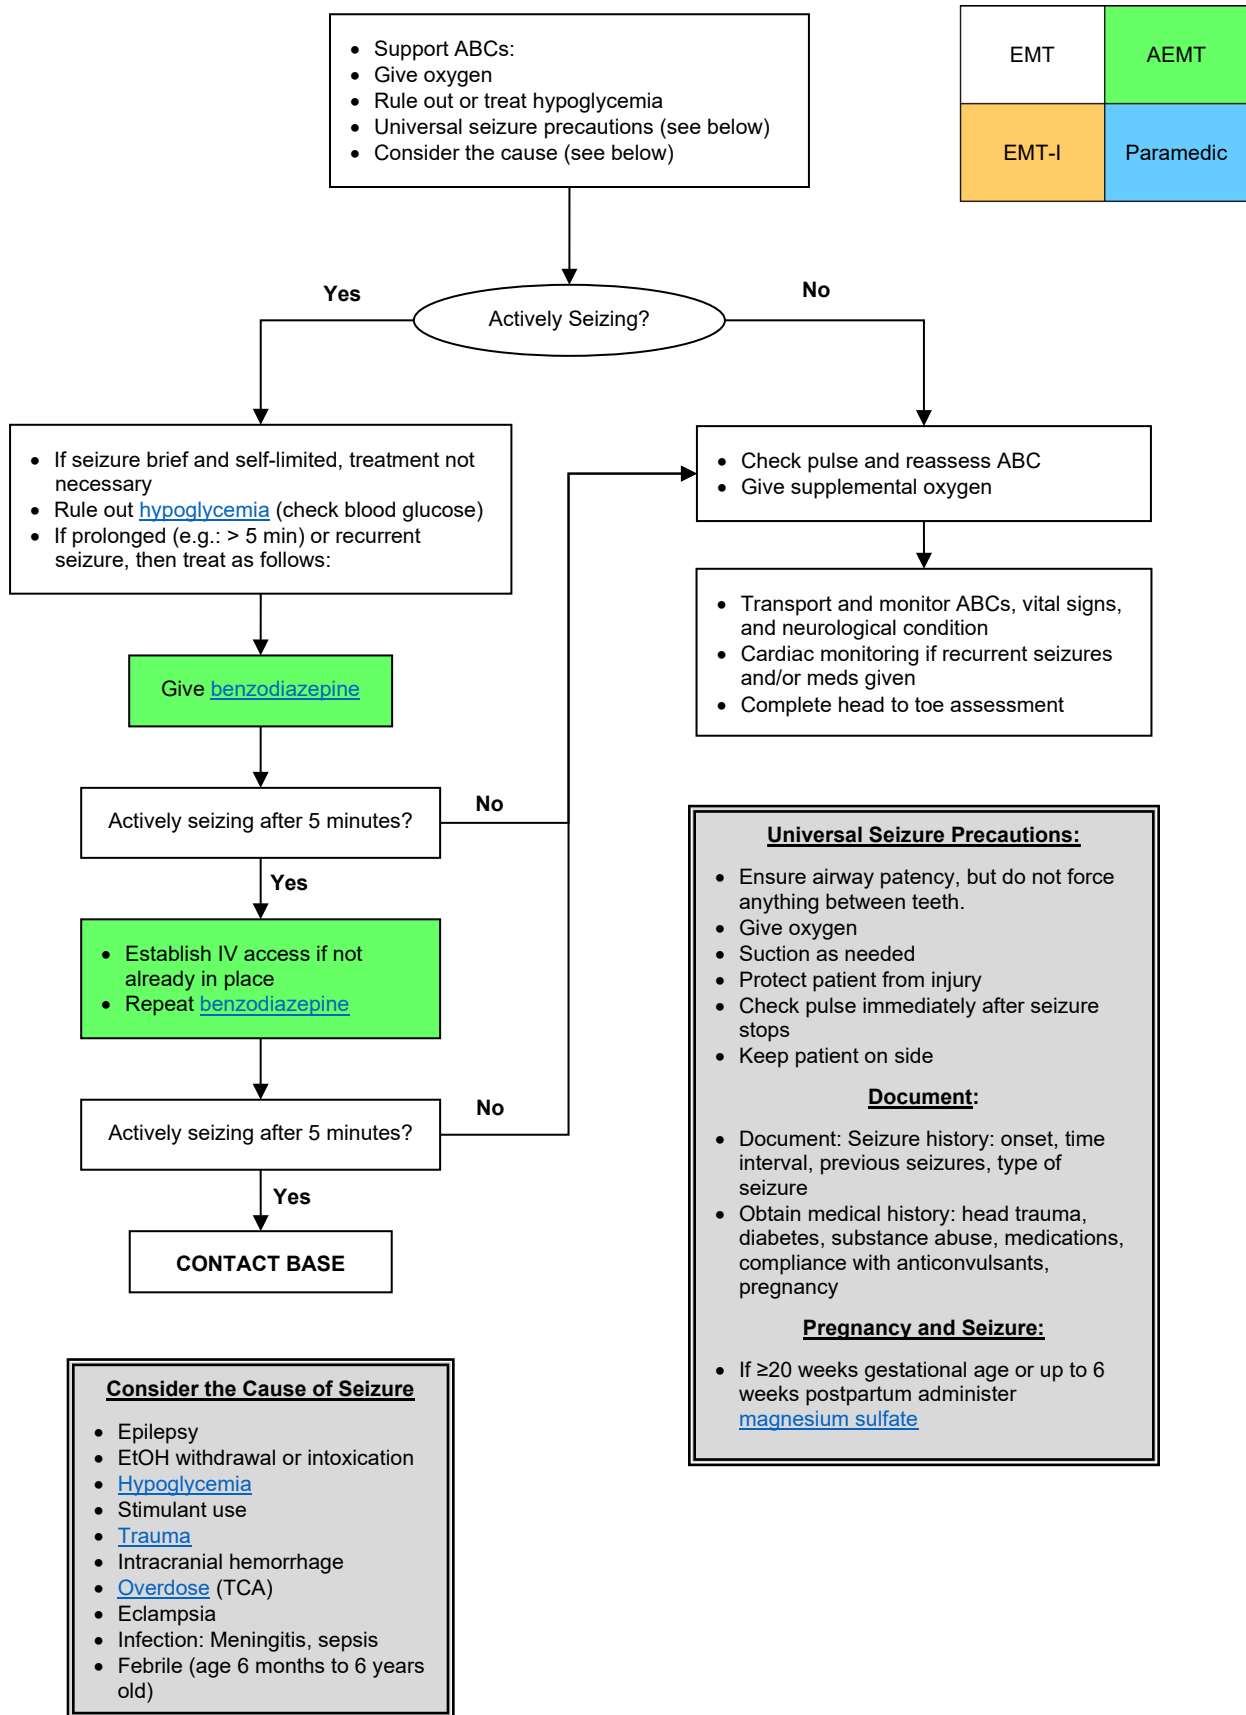 • Support ABCs:
• Give oxygen
• Rule out or treat hypoglycemia
• Universal seizure precautions (see below)
• Consider the cause (see below)
EMT
AEMT
EMT-I
Paramedic
Actively Seizing?
Yes
No
• If seizure brief and self-limited, treatment not
necessary
• Rule out hypoglycemia (check blood glucose)
• If prolonged (e.g.: > 5 min) or recurrent
seizure, then treat as follows:
• Check pulse and reassess ABC
• Give supplemental oxygen
• Transport and monitor ABCs, vital signs,
and neurological condition
• Cardiac monitoring if recurrent seizures
and/or meds given
• Complete head to toe assessment
Give benzodiazepine
Actively seizing after 5 minutes?
No
Yes
• Establish IV access if not
already in place
• Repeat benzodiazepine
Actively seizing after 5 minutes?
No
Yes
CONTACT BASE
Universal Seizure Precautions:
• Ensure airway patency, but do not force
anything between teeth.
• Give oxygen
• Suction as needed
• Protect patient from injury
• Check pulse immediately after seizure
stops
• Keep patient on side
Document:
• Document: Seizure history: onset, time
interval, previous seizures, type of
seizure
• Obtain medical history: head trauma,
diabetes, substance abuse, medications,
compliance with anticonvulsants,
pregnancy
Pregnancy and Seizure:
• If ≥20 weeks gestational age or up to 6
weeks postpartum administer
magnesium sulfate
Consider the Cause of Seizure
• Epilepsy
• EtOH withdrawal or intoxication
• Hypoglycemia
• Stimulant use
• Trauma
• Intracranial hemorrhage
• Overdose (TCA)
• Eclampsia
• Infection: Meningitis, sepsis
• Febrile (age 6 months to 6 years
old)